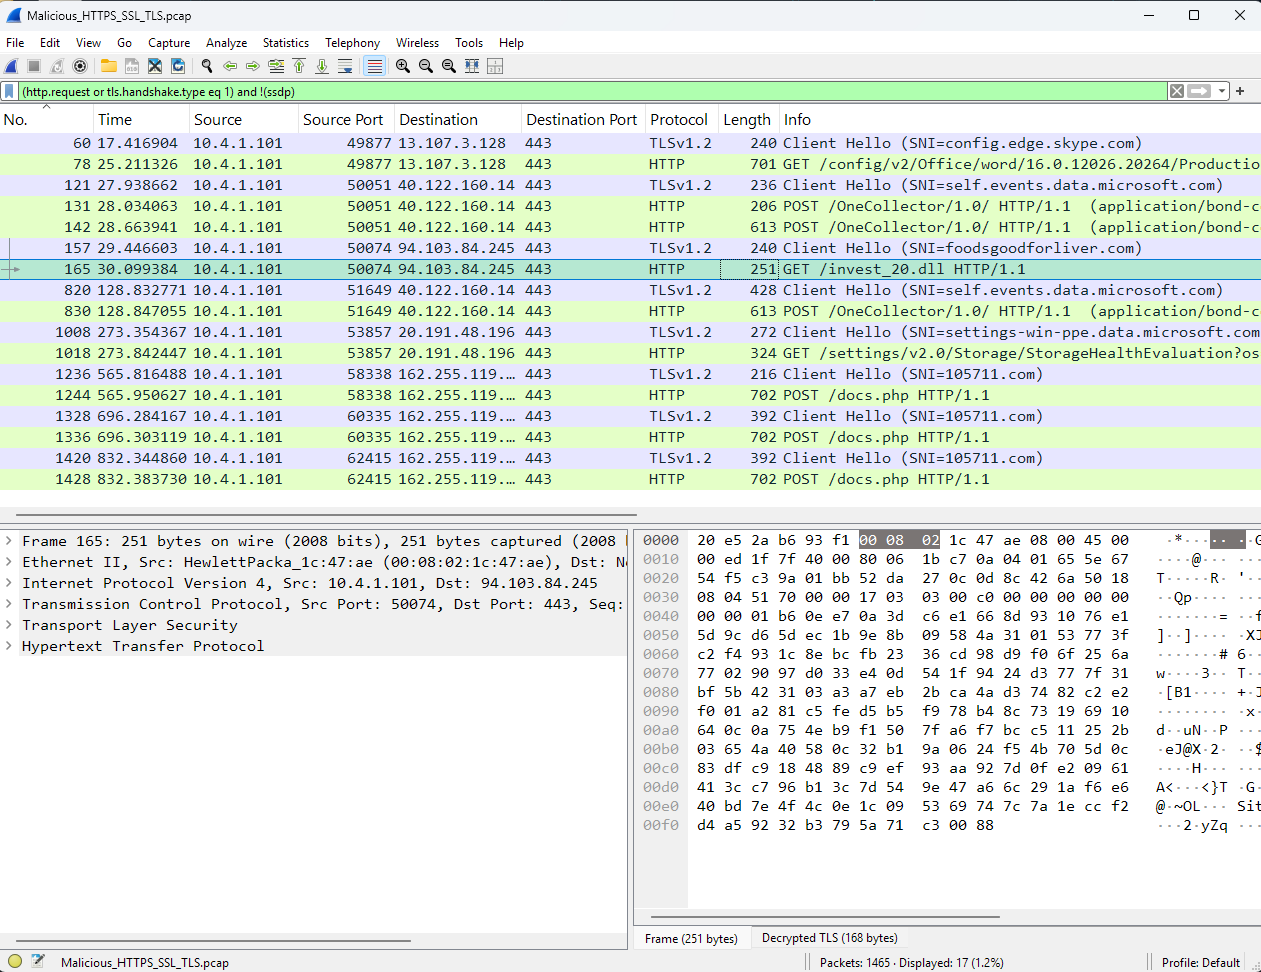 Malicious_HTTPS_SSL_TLS.pcap
File Edit View Go Capture Analyze Statistics Telephony Wireless Tools Help
(http.request or tls.handshake.type eq 1) and !(ssdp)
No. Time Source Source Port Destination Destination Port Protocol Length Info
60 17.416904 10.4.1.101 49877 13.107.3.128 443 TLSv1.2 240 Client Hello (SNI=config.edge.skype.com)
78 25.211326 10.4.1.101 49877 13.107.3.128 443 HTTP 701 GET /config/v2/Office/word/16.0.12026.20264/Productio
121 27.938662 10.4.1.101 50051 40.122.160.14 443 TLSv1.2 236 Client Hello (SNI=self.events.data.microsoft.com)
131 28.034063 10.4.1.101 50051 40.122.160.14 443 HTTP 206 POST /OneCollector/1.0/ HTTP/1.1 (application/bond-c
142 28.663941 10.4.1.101 50051 40.122.160.14 443 HTTP 613 POST /OneCollector/1.0/ HTTP/1.1 (application/bond-c
157 29.446603 10.4.1.101 50074 94.103.84.245 443 TLSv1.2 240 Client Hello (SNI=foodsgoodforliver.com)
165 30.099384 10.4.1.101 50074 94.103.84.245 443 HTTP 251 GET /invest_20.dll HTTP/1.1
820 128.832771 10.4.1.101 51649 40.122.160.14 443 TLSv1.2 428 Client Hello (SNI=self.events.data.microsoft.com)
830 128.847055 10.4.1.101 51649 40.122.160.14 443 HTTP 613 POST /OneCollector/1.0/ HTTP/1.1 (application/bond-c
1008 273.354367 10.4.1.101 53857 20.191.48.196 443 TLSv1.2 272 Client Hello (SNI=settings-win-ppe.data.microsoft.com
1018 273.842447 10.4.1.101 53857 20.191.48.196 443 HTTP 324 GET /settings/v2.0/Storage/StorageHealthEvaluation?os
1236 565.816488 10.4.1.101 58338 162.255.119.… 443 TLSv1.2 216 Client Hello (SNI=105711.com)
1244 565.950627 10.4.1.101 58338 162.255.119.… 443 HTTP 702 POST /docs.php HTTP/1.1
1328 696.284167 10.4.1.101 60335 162.255.119.… 443 TLSv1.2 392 Client Hello (SNI=105711.com)
1336 696.303119 10.4.1.101 60335 162.255.119.… 443 HTTP 702 POST /docs.php HTTP/1.1
1420 832.344860 10.4.1.101 62415 162.255.119.… 443 TLSv1.2 392 Client Hello (SNI=105711.com)
1428 832.383730 10.4.1.101 62415 162.255.119.… 443 HTTP 702 POST /docs.php HTTP/1.1
Frame 165: 251 bytes on wire (2008 bits), 251 bytes captured (2008
Ethernet II, Src: HewlettPacka_1c:47:ae (00:08:02:1c:47:ae), Dst: Ne
Internet Protocol Version 4, Src: 10.4.1.101, Dst: 94.103.84.245
Transmission Control Protocol, Src Port: 50074, Dst Port: 443, Seq:
Transport Layer Security
Hypertext Transfer Protocol
0000 20 e5 2a b6 93 f1 00 08 02 1c 47 ae 08 00 45 00 ·*··· ··· ·G
0010 00 ed 1f 7f 40 00 80 06 1b c7 0a 04 01 65 5e 67 ····@···
0020 54 f5 c3 9a 01 bb 52 da 27 0c 0d 8c 42 6a 50 18 T·····R· '·
0030 08 04 51 70 00 00 17 03 03 00 c0 00 00 00 00 00 ··Qp····
0040 00 00 01 b6 0e e7 0a 3d c6 e1 66 8d 93 10 76 e1 ·······= ··f
0050 5d 9c d6 5d ec 1b 9e 8b 09 58 4a 31 01 53 77 3f ]··]···· ·XJ
0060 c2 f4 93 1c 8e bc fb 23 36 cd 98 d9 f0 6f 25 6a ·······# 6··
0070 77 02 90 97 d0 33 e4 0d 54 1f 94 24 d3 77 7f 31 w····3·· T··
0080 bf 5b 42 31 03 a3 a7 eb 2b ca 4a d3 74 82 c2 e2 ·[B1···· +·J
0090 f0 01 a2 81 c5 fe d5 b5 f9 78 b4 8c 73 19 69 10 ········ ·x
00a0 64 0c 0a 75 4e b9 f1 50 7f a6 f7 bc c5 11 25 2b d··uN··P ···
00b0 03 65 4a 40 58 0c 32 b1 9a 06 24 f5 4b 70 5d 0c ·eJ@X·2· ··$
00c0 83 df c9 18 48 89 c9 ef 93 aa 92 7d 0f e2 09 61 ····H···
00d0 41 3c c7 96 b1 3c 7d 54 9e 47 a6 6c 29 1a f6 e6 A<···<}T ·G·
00e0 40 bd 7e 4f 4c 0e 1c 09 53 69 74 7c 7a 1e cc f2 @·~OL··· Sit
00f0 d4 a5 92 32 b3 79 5a 71 c3 00 88 ···2·yZq ···
Frame (251 bytes) Decrypted TLS (168 bytes)
Malicious_HTTPS_SSL_TLS.pcap Packets: 1465 · Displayed: 17 (1.2%) Profile: Default